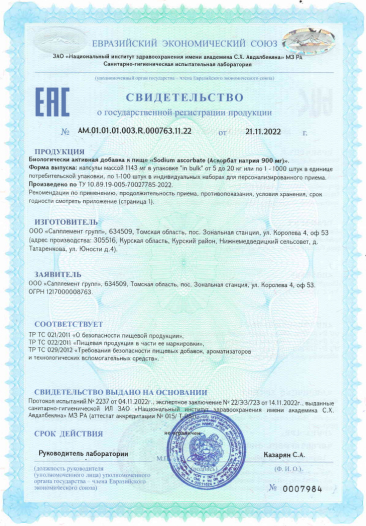 ЕВРАЗИЙСКИЙ ЭКОНОМИЧЕСКИЙ СОЮЗ
ЗАО «Национальный институт здравоохранения имени академика С.Х. Авдалбекяна» МЗ РА
Санитарно-гигиеническая испытательная лаборатория
(уполномоченный орган государства – члена Евразийского экономического союза)
ЕАС
СВИДЕТЕЛЬСТВО
о государственной регистрации продукции
№ AM.01.01.01.003.R.000763.11.22 от 21.11.2022 г.
ПРОДУКЦИЯ
Биологически активная добавка к пище «Sodium ascorbate (Аскорбат натрия 900 мг)».
Форма выпуска: капсулы массой 1143 мг в упаковке "in bulk" от 5 до 20 кг или по 1 -1000 штук в единице
потребительской упаковки, по 1-100 штук в индивидуальных наборах для персонализированного приема.
Произведено по ТУ 10.89.19-005-70027785-2022.
Рекомендации по применению, продолжительность приема, противопоказания, условия хранения, срок
годности смотри приложение (страница 1).
ИЗГОТОВИТЕЛЬ
ООО «Сапплемент групп», 634509, Томская область, пос. Зональная станция, ул. Королева 4, оф 53
(адрес производства: 305516, Курская область, Курский район, Нижнемедведицкий сельсовет, д.
Татаренкова, ул. Юности д.4).
ЗАЯВИТЕЛЬ
ООО «Сапплемент групп», 634509, Томская область, пос. Зональная станция, ул. Королева 4, оф 53.
ОГРН 1217000008763.
СООТВЕТСТВУЕТ
ТР ТС 021/2011 «О безопасности пищевой продукции»,
ТР ТС 022/2011 «Пищевая продукция в части ее маркировки»,
ТР ТС 029/2012 «Требования безопасности пищевых добавок, ароматизаторов
и технологических вспомогательных средств».
СВИДЕТЕЛЬСТВО ВЫДАНО НА ОСНОВАНИИ
Протокол испытаний № 2237 от 04.11.2022г., экспертное заключение № 22/ЭЗ/723 от 14.11.2022г., выданные
санитарно-гигиенической ИЛ ЗАО «Национальный институт здравоохранения имени академика С.Х.
Авдалбекяна» МЗ РА (аттестат аккредитации № 015/
СРОК ДЕЙСТВИЯ
Руководитель лаборатории Казарян С.А.
(должность руководителя М.П. (Ф. И. О.)
(уполномоченного лица) уполномоченного
органа государства – члена Евразийского
экономического союза)
№ 0007984